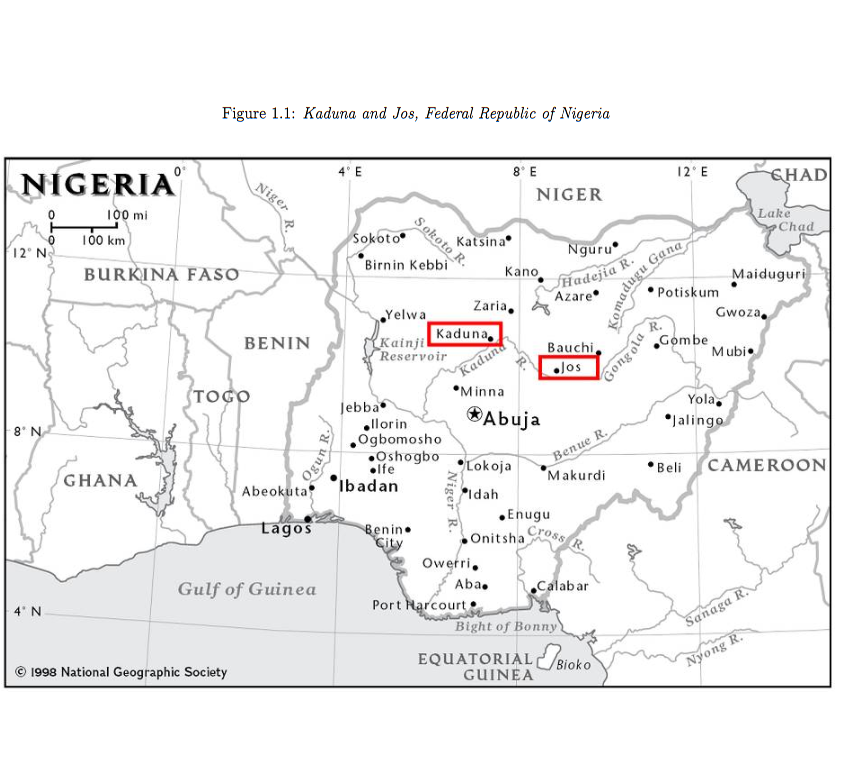 Figure 1.1: Kaduna and Jos, Federal Republic of Nigeria
0° 4° E 8° E 12° E
CHAD
NIGERIA
NIGER
Niger R.
0 100 mi
0 100 km
Lake
Chad
Sokoto
Sokoto R.
Katsina
Nguru
12° N
Birnin Kebbi
Kano
Hadejia R.
Komadugu Gana
BURKINA FASO
Maiduguri
Azare
Potiskum
Zaria
Yelwa
Gwoza
Kaduna
BENIN
Kainji
Reservoir
Kaduna R.
Bauchi
Gongola R.
Gombe
Mubi
Jos
TOGO
Minna
Yola
Jebba
Abuja
Jalingo
Ilorin
8° N
Ogbomosho
Ogun R.
Oshogbo
Benue R.
Ife
Lokoja
Makurdi
Beli
CAMEROON
GHANA
Abeokuta
Ibadan
Niger R.
Idah
Enugu
Lagos
Benin
City
Onitsha
Cross R.
Owerri
Gulf of Guinea
Aba
Calabar
4° N
Port Harcourt
Sanaga R.
Bight of Bonny
Nyong R.
EQUATORIAL
GUINEA
Bioko
© 1998 National Geographic Society